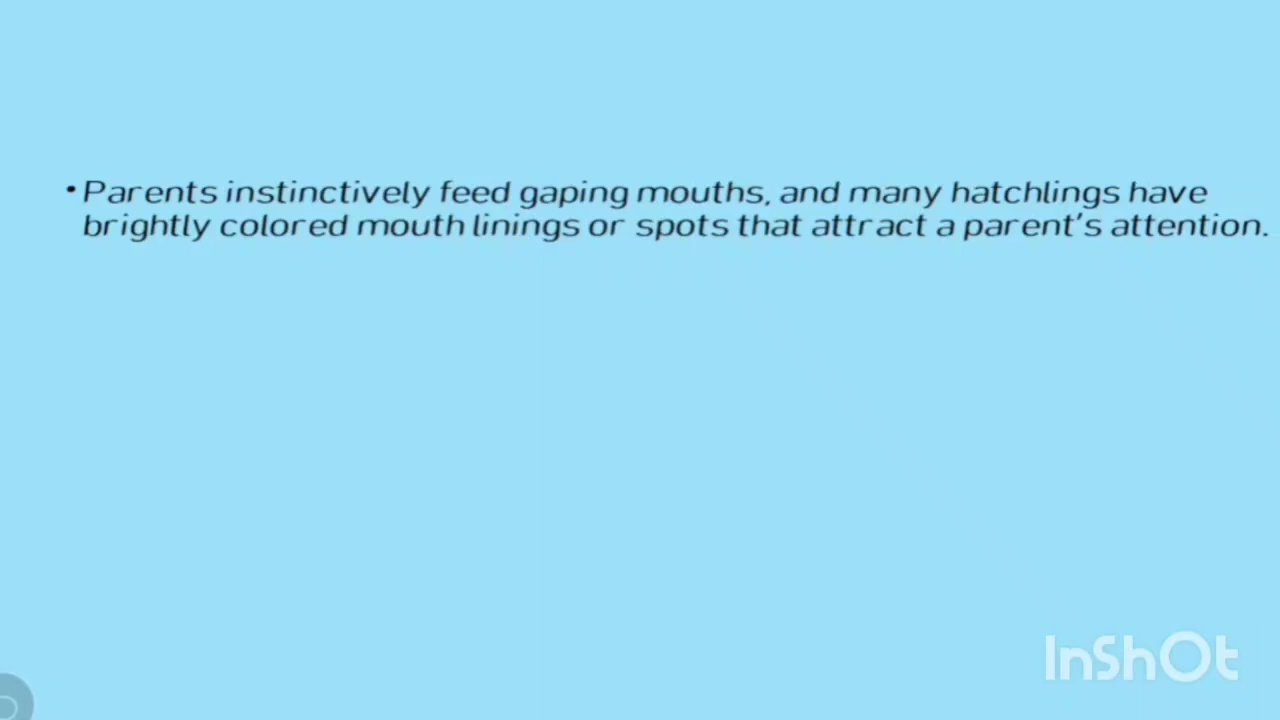 • Parents instinctively feed gaping mouths, and many hatchlings have
brightly colored mouth linings or spots that attract a parent's attention.
InShOt